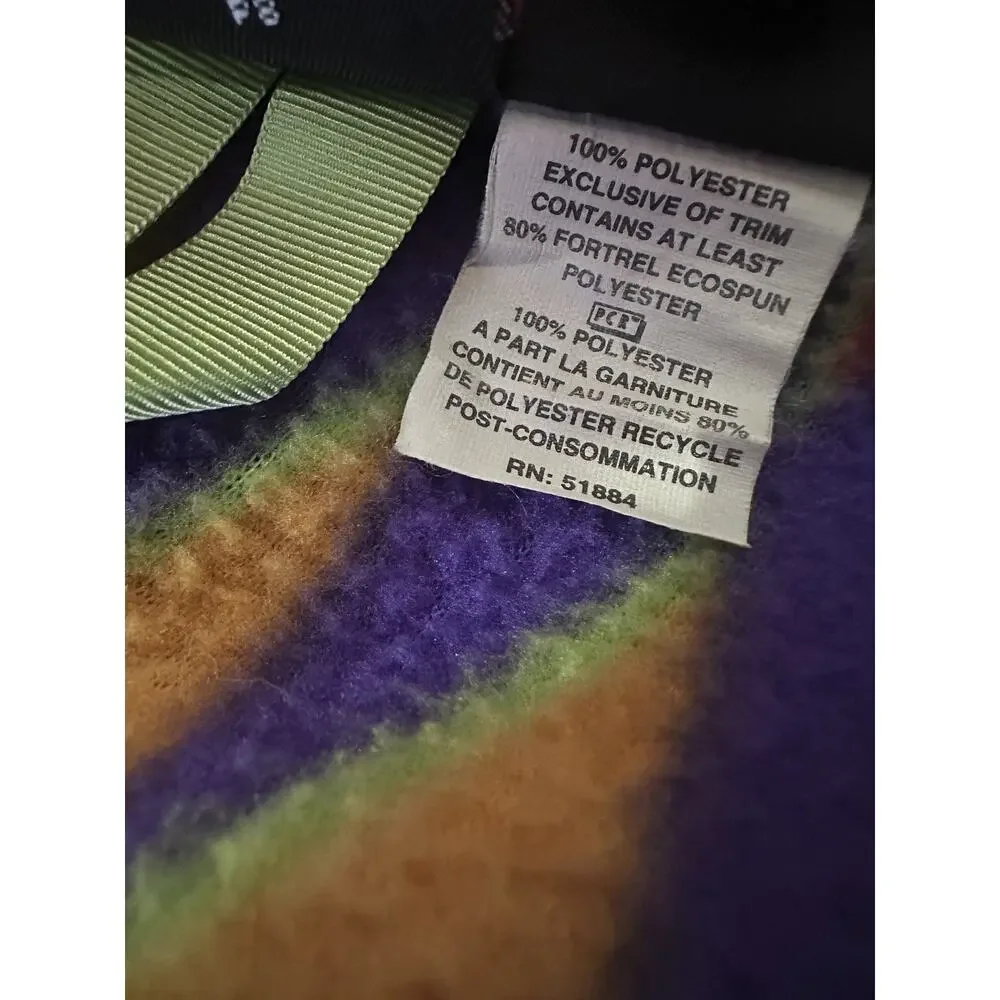 100% POLYESTER
EXCLUSIVE OF TRIM
CONTAINS AT LEAST
80% FORTREL ECOSPUN
POLYESTER
PCR
100% POLYESTER
A PART LA GARNITURE
CONTIENT AU MOINS 80%
DE POLYESTER RECYCLE
POST-CONSOMMATION
RN: 51884